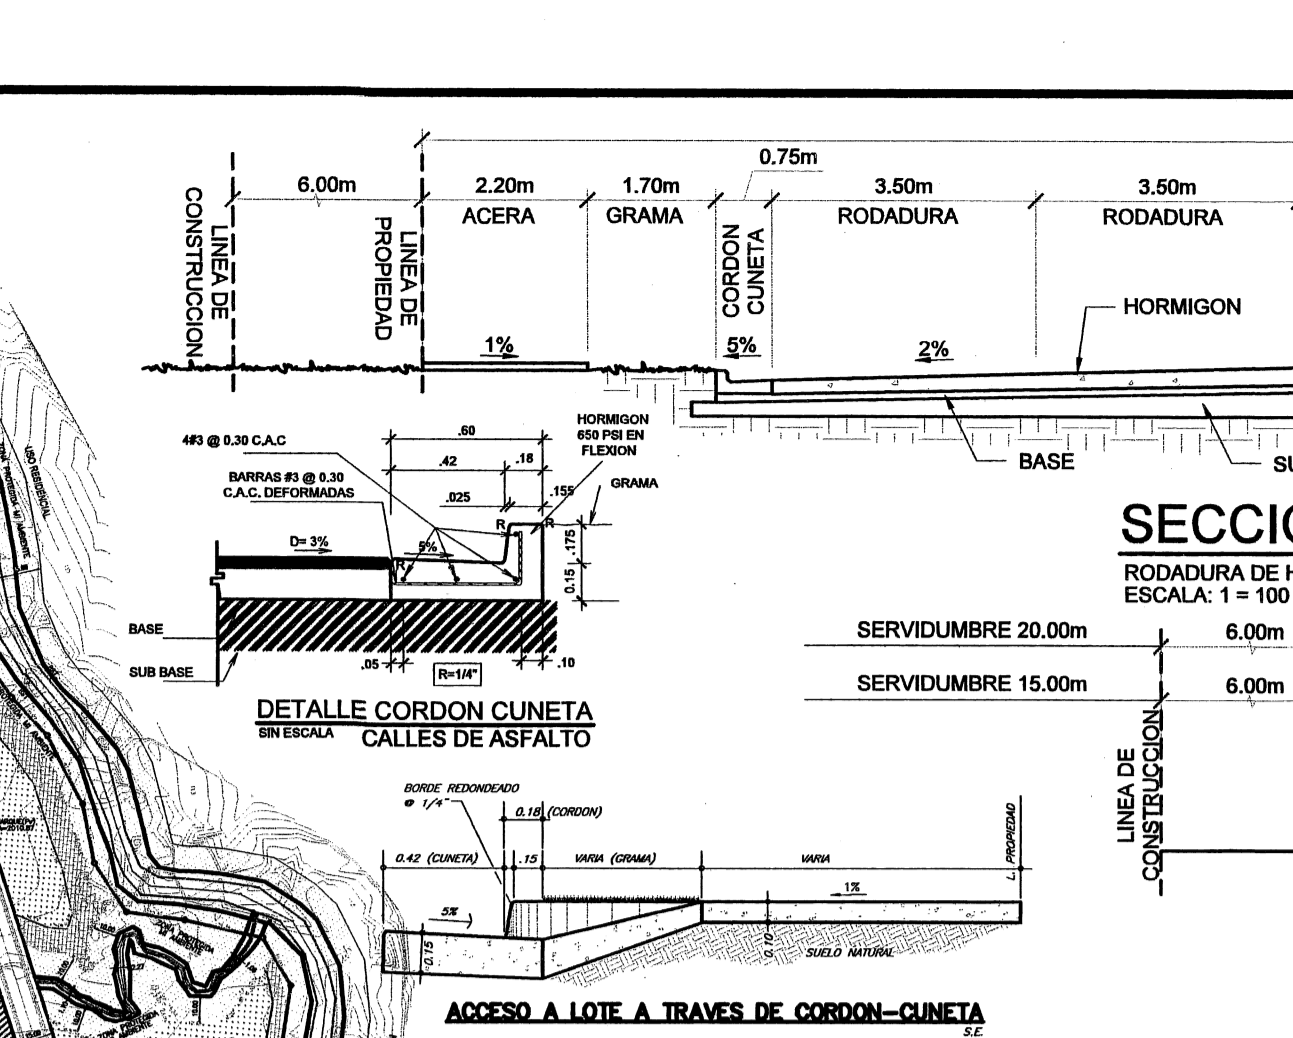 0.75m
6.00m
2.20m
1.70m
3.50m
3.50m
ACERA
GRAMA
RODADURA
RODADURA
LINEA DE
CONSTRUCCION
LINEA DE
PROPIEDAD
CORDON
CUNETA
HORMIGON
1%
5%
2%
BASE
SU
4#3 @ 0.30 C.A.C
.60
HORMIGON
650 PSI EN
FLEXION
.42
.18
BARRAS #3 @ 0.30
C.A.C. DEFORMADAS
.025
.155
GRAMA
R
R
D= 3%
5%
R
.175
0.15
BASE
SUB BASE
.05
R=1/4"
.10
DETALLE CORDON CUNETA
SIN ESCALA
CALLES DE ASFALTO
SECCIO
RODADURA DE H
ESCALA: 1 = 100
SERVIDUMBRE 20.00m
6.00m
SERVIDUMBRE 15.00m
6.00m
LINEA DE
CONSTRUCCION
BORDE REDONDEADO
@ 1/4"
0.18 (CORDON)
0.42 (CUNETA)
.15
VARIA (GRAMA)
VARIA
L. PROPIEDAD
5%
1%
0.15
0.10
SUELO NATURAL
ACCESO A LOTE A TRAVES DE CORDON-CUNETA
S.E.
USO RESIDENCIAL